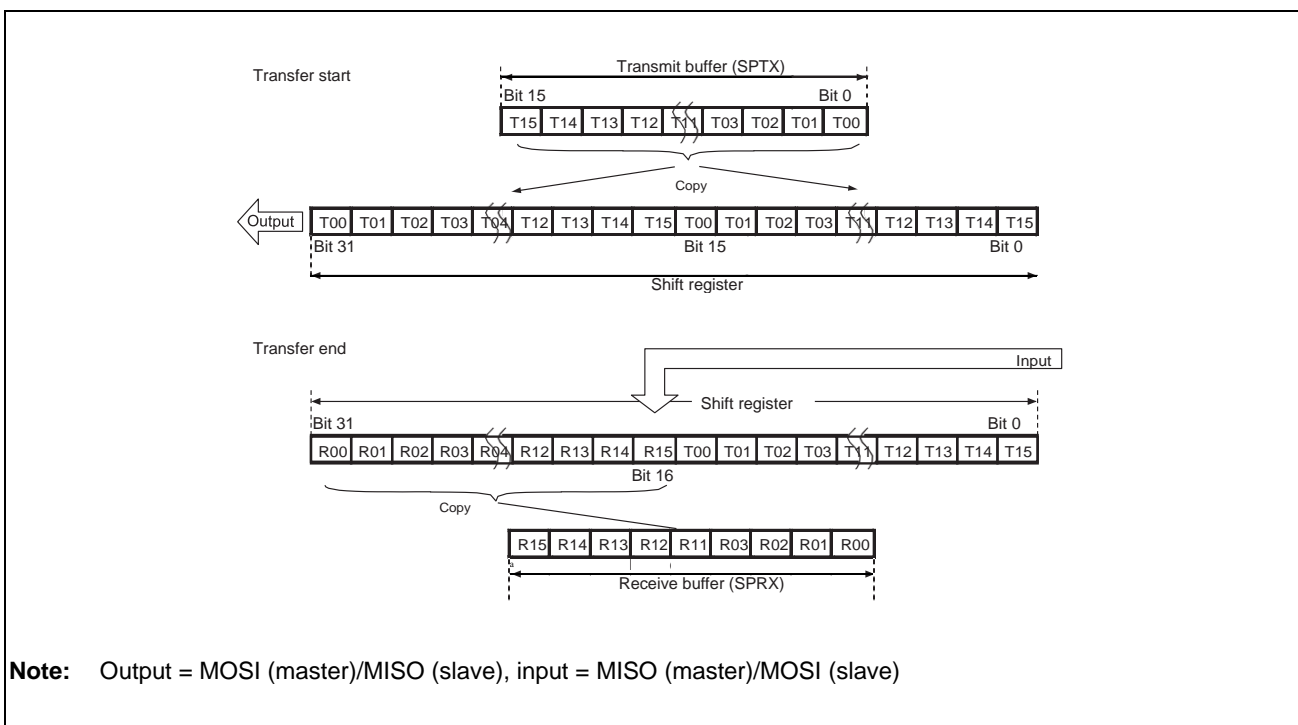 Transfer start
Transmit buffer (SPTX)
Bit 15 Bit 0
T15 T14 T13 T12 T11 T03 T02 T01 T00
Copy
Output
T00 T01 T02 T03 T04 T12 T13 T14 T15 T00 T01 T02 T03 T11 T12 T13 T14 T15
Bit 31 Bit 15 Bit 0
Shift register
Transfer end
Input
Shift register
Bit 31 Bit 0
R00 R01 R02 R03 R04 R12 R13 R14 R15 T00 T01 T02 T03 T11 T12 T13 T14 T15
Bit 16
Copy
R15 R14 R13 R12 R11 R03 R02 R01 R00
a
Receive buffer (SPRX)
Note: Output = MOSI (master)/MISO (slave), input = MISO (master)/MOSI (slave)